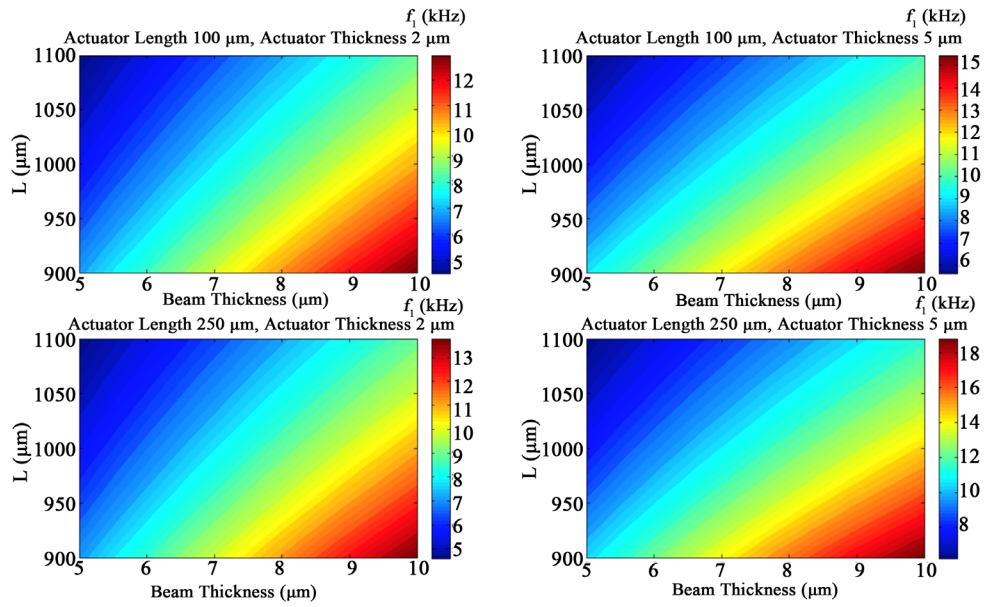 f1 (kHz)
Actuator Length 100 μm, Actuator Thickness 2 μm
1100
1050
1000
950
900
L (μm)
5 6 7 8 9 10
Beam Thickness (μm)
12
11
10
9
8
7
6
5
f1 (kHz)
Actuator Length 100 μm, Actuator Thickness 5 μm
1100
1050
1000
950
900
L (μm)
5 6 7 8 9 10
Beam Thickness (μm)
15
14
13
12
11
10
9
8
7
6
f1 (kHz)
Actuator Length 250 μm, Actuator Thickness 2 μm
1100
1050
1000
950
900
L (μm)
5 6 7 8 9 10
Beam Thickness (μm)
13
12
11
10
9
8
7
6
5
f1 (kHz)
Actuator Length 250 μm, Actuator Thickness 5 μm
1100
1050
1000
950
900
L (μm)
5 6 7 8 9 10
Beam Thickness (μm)
18
16
14
12
10
8